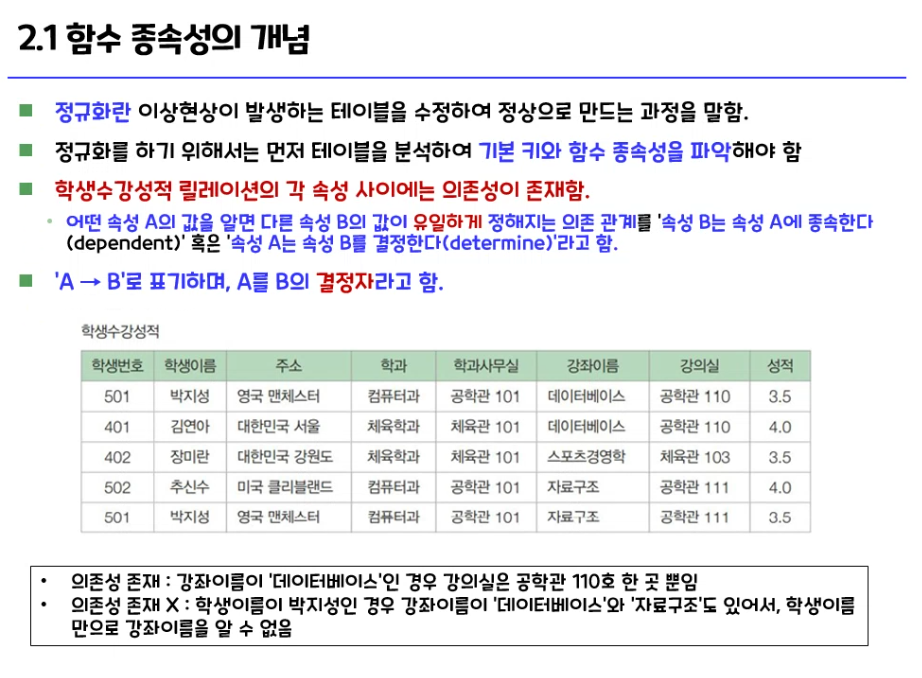 2.1 함수 종속성의 개념
정규화란 이상현상이 발생하는 테이블을 수정하여 정상으로 만드는 과정을 말함.
정규화를 하기 위해서는 먼저 테이블을 분석하여 기본 키와 함수 종속성을 파악해야 함
학생수강성적 릴레이션의 각 속성 사이에는 의존성이 존재함.
어떤 속성 A의 값을 알면 다른 속성 B의 값이 유일하게 정해지는 의존 관계를 '속성 B는 속성 A에 종속한다
(dependent)' 혹은 '속성 A는 속성 B를 결정한다(determine)'라고 함.
'A → B'로 표기하며, A를 B의 결정자라고 함.
학생수강성적
학생번호 학생이름 주소 학과 학과사무실 강좌이름 강의실 성적
501 박지성 영국 맨체스터 컴퓨터과 공학관 101 데이터베이스 공학관 110 3.5
401 김연아 대한민국 서울 체육학과 체육관 101 데이터베이스 공학관 110 4.0
402 장미란 대한민국 강원도 체육학과 체육관 101 스포츠경영학 체육관 103 3.5
502 추신수 미국 클리블랜드 컴퓨터과 공학관 101 자료구조 공학관 111 4.0
501 박지성 영국 맨체스터 컴퓨터과 공학관 101 자료구조 공학관 111 3.5
• 의존성 존재 : 강좌이름이 '데이터베이스'인 경우 강의실은 공학관 110호 한 곳 뿐임
• 의존성 존재 X : 학생이름이 박지성인 경우 강좌이름이 '데이터베이스'와 '자료구조'도 있어서, 학생이름
만으로 강좌이름을 알 수 없음